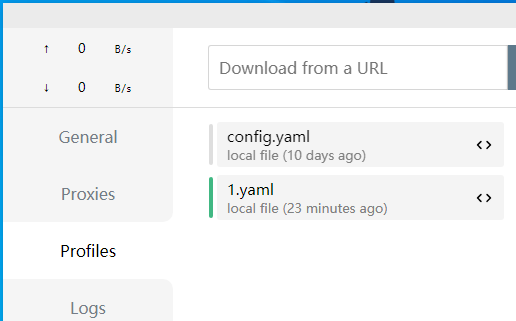 ↑ 0 B/s
↓ 0 B/s
General
Proxies
Profiles
Logs
Download from a URL
config.yaml
local file (10 days ago)
<>
1.yaml
local file (23 minutes ago)
<>